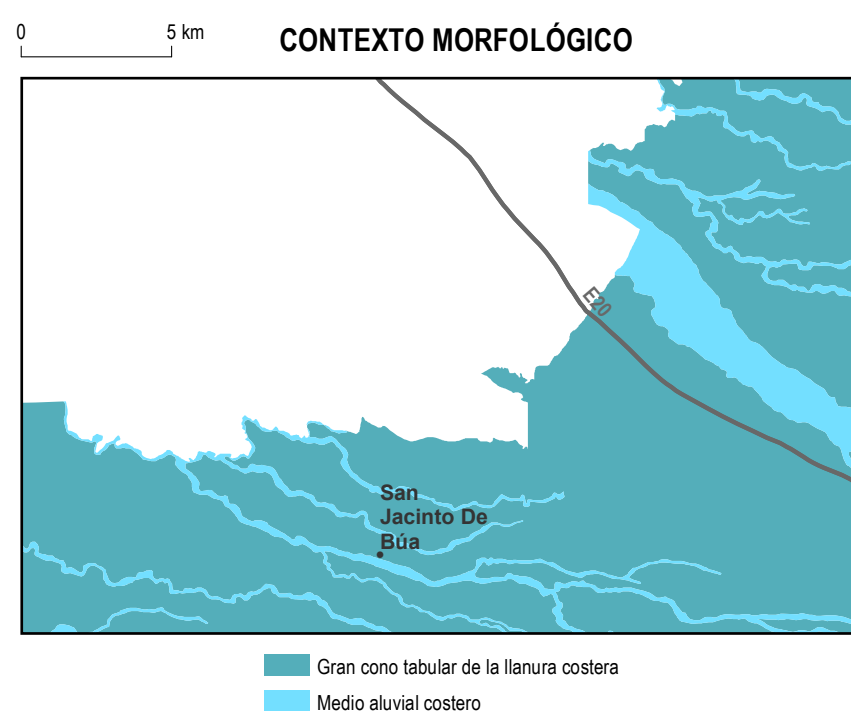 0 5 km
CONTEXTO MORFOLÓGICO
E20
San
Jacinto De
Búa
Gran cono tabular de la llanura costera
Medio aluvial costero